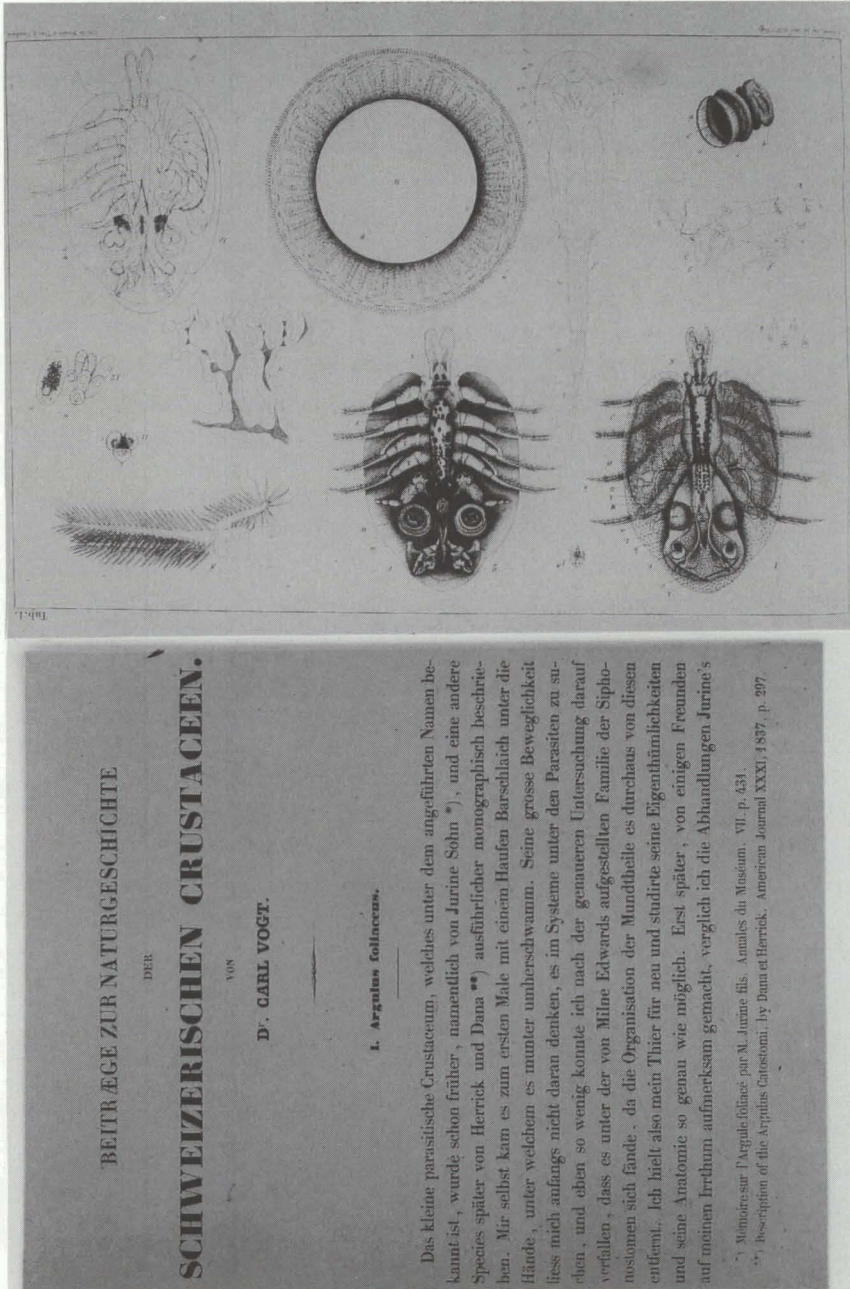 Tab. I.
BEITRÆGE ZUR NATURGESCHICHTE
DER
SCHWEIZERISCHEN CRUSTACEEN.
VON
Dr. CARL VOGT.
I. Argulus foliaceus.
Das kleine parasitische Crustaceum, welches unter dem angeführten Namen be-
kannt ist, wurde schon früher, namentlich von Jurine Sohn *), und eine andere
Species später von Herrick und Dana **) ausführlicher monographisch beschrie-
ben. Mir selbst kam es zum ersten Male mit einem Haufen Barschlaich unter die
Hände, unter welchem es munter umherschwamm. Seine grosse Beweglichkeit
liess mich anfangs nicht daran denken, es im Systeme unter den Parasiten zu su-
chen, und eben so wenig konnte ich nach der genaueren Untersuchung darauf
verfallen, dass es unter der von Milne Edwards aufgestellten Familie der Sipho-
nostomen sich fände, da die Organisation der Mundtheile es durchaus von diesen
entfernt. Ich hielt also mein Thier für neu und studirte seine Eigenthümlichkeiten
und seine Anatomie so genau wie möglich. Erst später, von einigen Freunden
auf meinen Irrthum aufmerksam gemacht, verglich ich die Abhandlungen Jurine's
*) Mémoire sur l'Argule foliacé par M. Jurine fils. Annales du Muséum. VII. p. 431.
**) Description of the Argulus Catostomi, by Dana et Herrick. American Journal XXXI, 1837, p. 297.